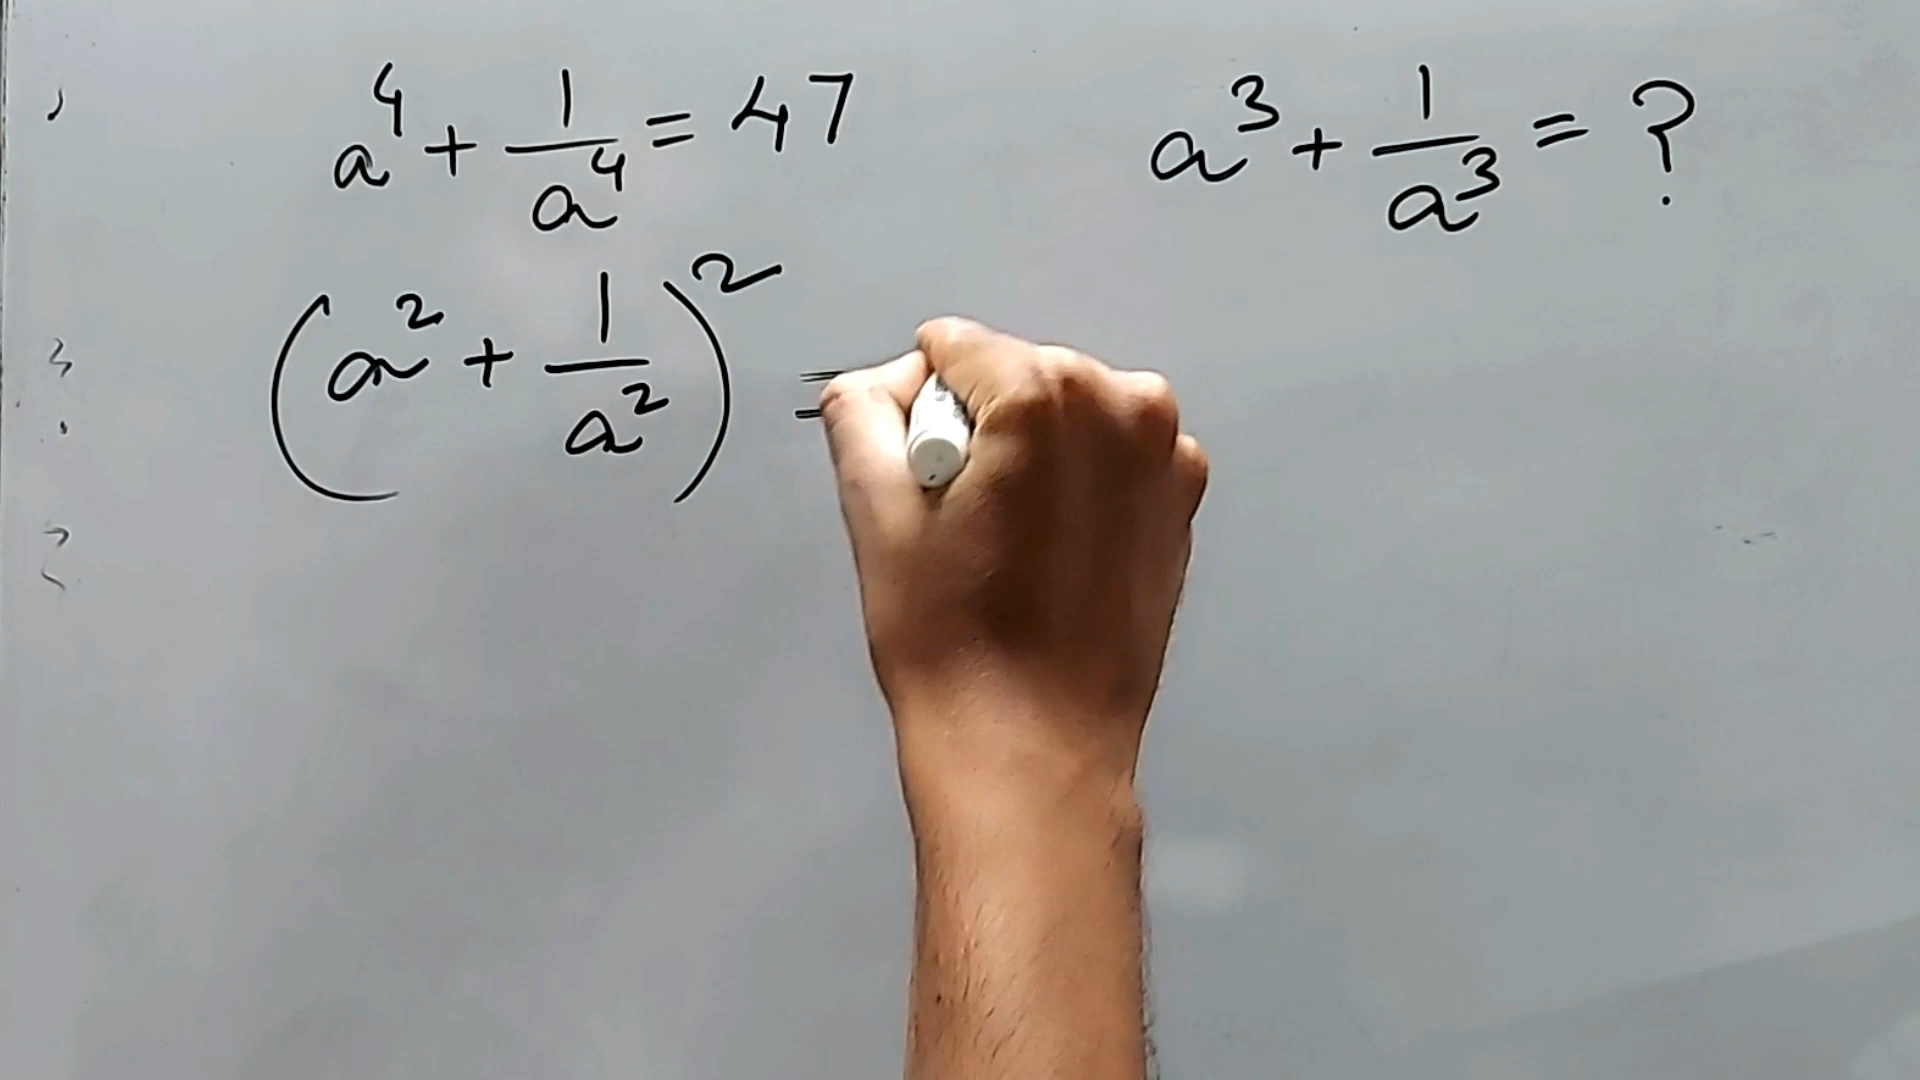 a⁴ + 1/a⁴ = 47
a³ + 1/a³ = ?
(a² + 1/a²)² =